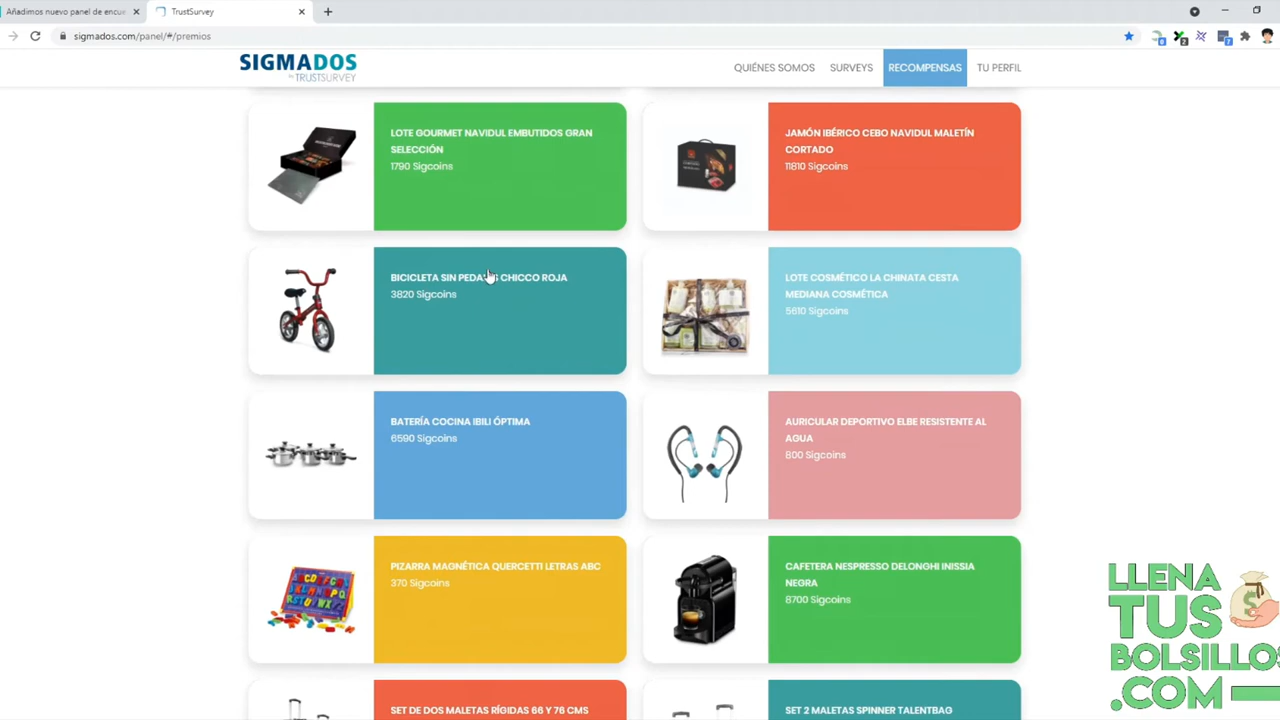 Añadimos nuevo panel de encue
TrustSurvey
sigmados.com/panel/#/premios
SIGMADOS
by TRUSTSURVEY
QUIÉNES SOMOS
SURVEYS
RECOMPENSAS
TU PERFIL
LOTE GOURMET NAVIDUL EMBUTIDOS GRAN
SELECCIÓN
1790 Sigcoins
JAMÓN IBÉRICO CEBO NAVIDUL MALETÍN
CORTADO
11810 Sigcoins
BICICLETA SIN PEDALES CHICCO ROJA
3820 Sigcoins
LOTE COSMÉTICO LA CHINATA CESTA
MEDIANA COSMÉTICA
5610 Sigcoins
BATERÍA COCINA IBILI ÓPTIMA
6590 Sigcoins
AURICULAR DEPORTIVO ELBE RESISTENTE AL
AGUA
800 Sigcoins
PIZARRA MAGNÉTICA QUERCETTI LETRAS ABC
370 Sigcoins
CAFETERA NESPRESSO DELONGHI INISSIA
NEGRA
8700 Sigcoins
SET DE DOS MALETAS RÍGIDAS 66 Y 76 CMS
SET 2 MALETAS SPINNER TALENTBAG
LLENA
TUS
BOLSILLOS
.COM